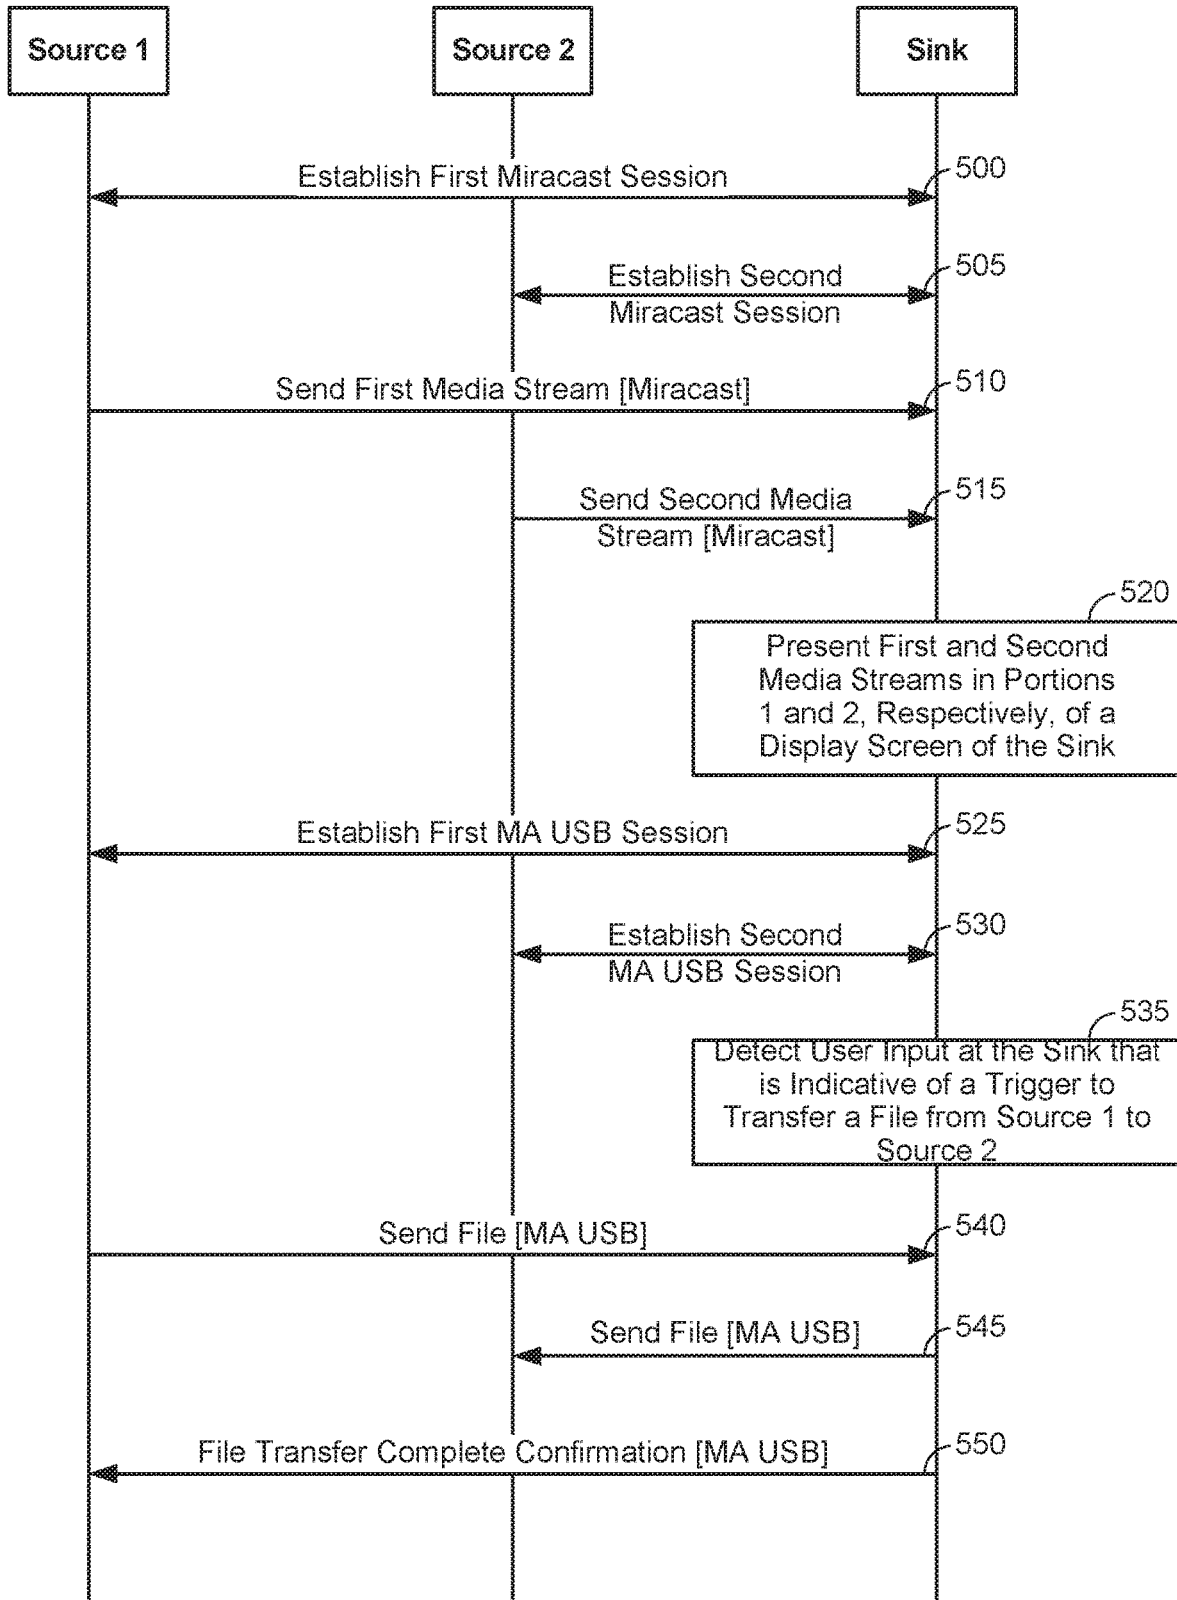 Source 1
Source 2
Sink
Establish First Miracast Session
500
Establish Second
Miracast Session
505
Send First Media Stream [Miracast]
510
Send Second Media
Stream [Miracast]
515
520
Present First and Second
Media Streams in Portions
1 and 2, Respectively, of a
Display Screen of the Sink
Establish First MA USB Session
525
Establish Second
MA USB Session
530
535
Detect User Input at the Sink that
is Indicative of a Trigger to
Transfer a File from Source 1 to
Source 2
Send File [MA USB]
540
Send File [MA USB]
545
File Transfer Complete Confirmation [MA USB]
550